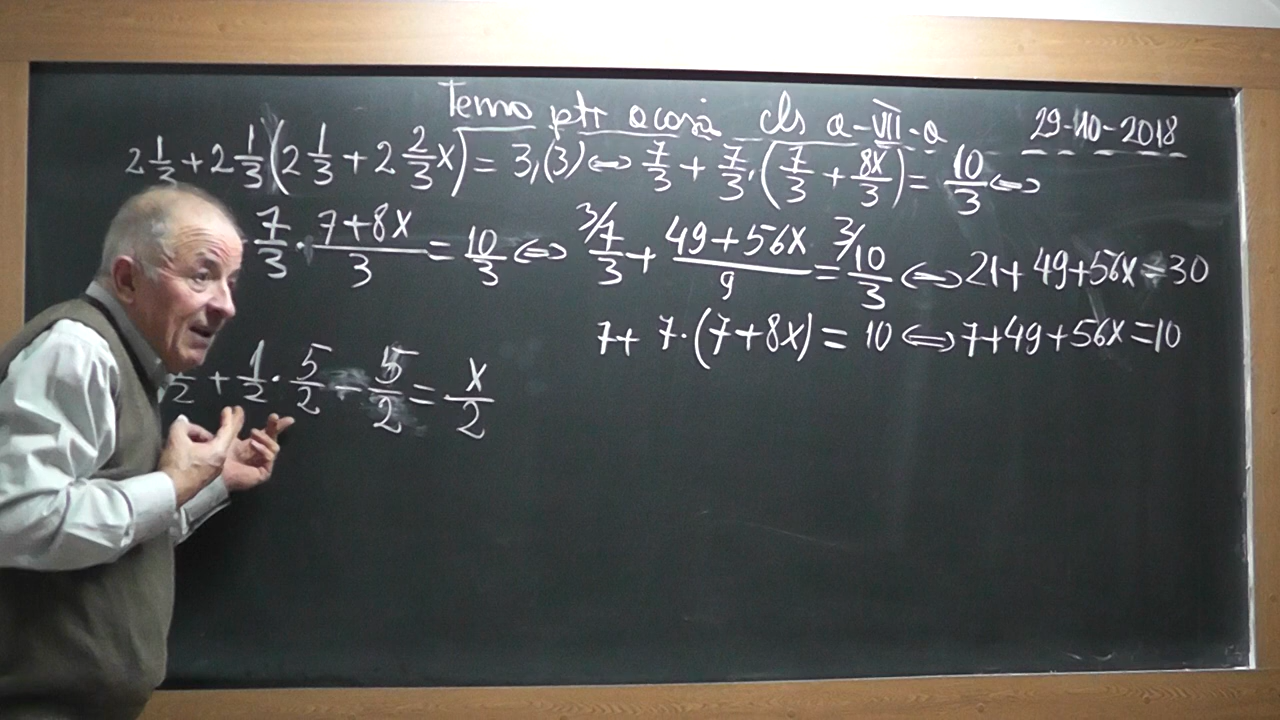 Tema ptr acasă cls a-VII-a 29-10-2018
2 1/3 + 2 1/3 (2 1/3 + 2 2/3 x) = 3,(3) ⇔ 7/3 + 7/3 · (7/3 + 8x/3) = 10/3 ⇔
7/3 · (7+8x)/3 = 10/3 ⇔ 3/ 7/3 + (49+56x)/9 = 3/ 10/3 ⇔ 21+49+56x=30
7+ 7·(7+8x) = 10 ⇔ 7+49+56x=10
/2 + 1/2 · 5/2 - 5/2 = x/2